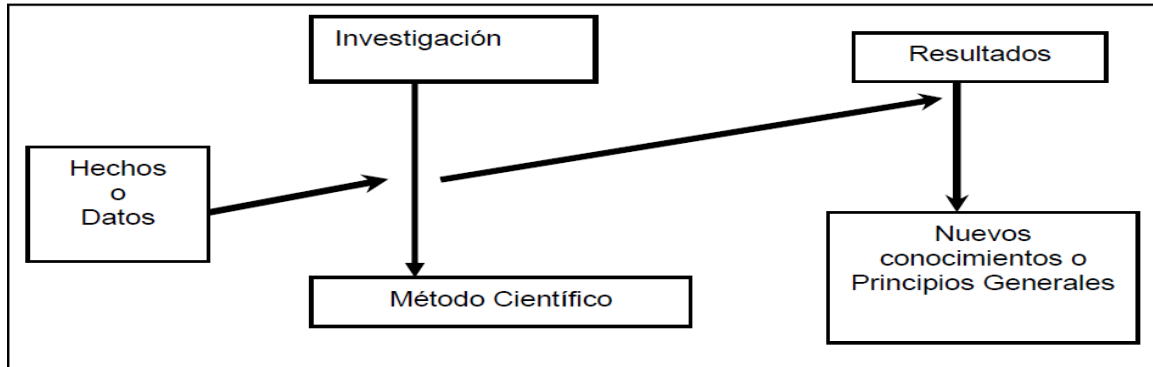 Investigación
Resultados
Hechos
o
Datos
Nuevos
conocimientos o
Principios Generales
Método Científico